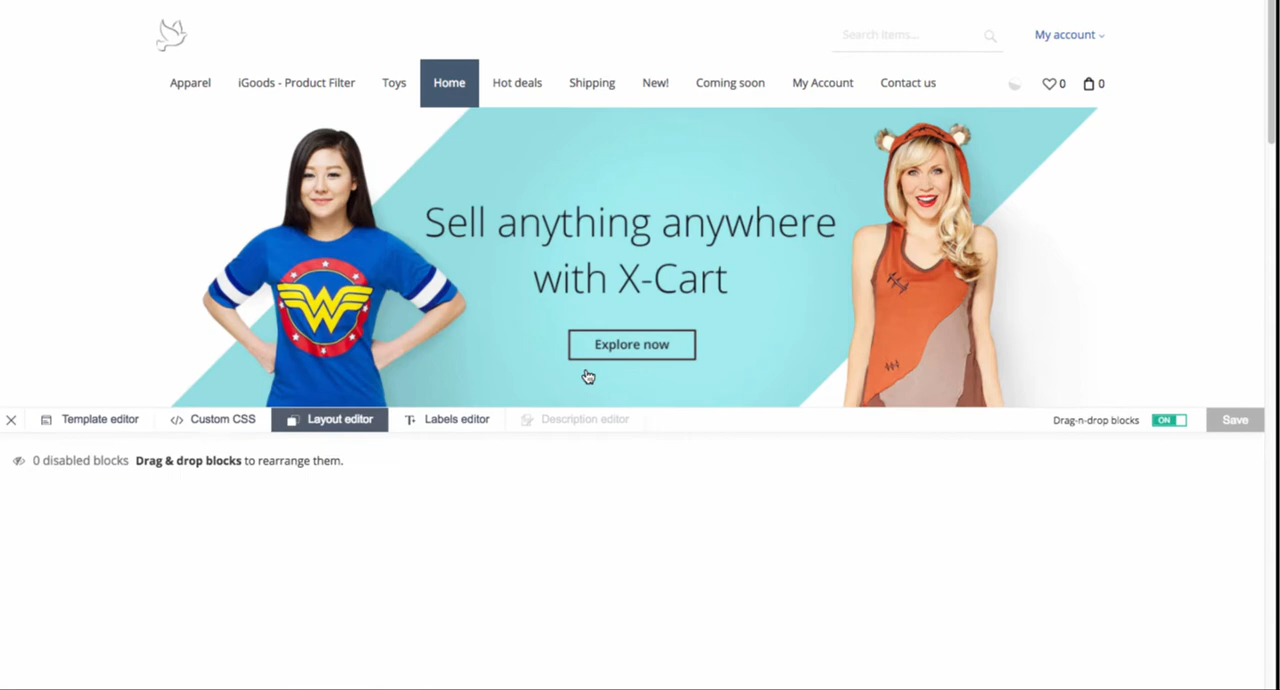 Search items...
My account
Apparel
iGoods - Product Filter
Toys
Home
Hot deals
Shipping
New!
Coming soon
My Account
Contact us
0
0
Sell anything anywhere
with X-Cart
Explore now
W
Template editor
</> Custom CSS
Layout editor
Labels editor
Description editor
Drag-n-drop blocks
ON
Save
0 disabled blocks Drag & drop blocks to rearrange them.